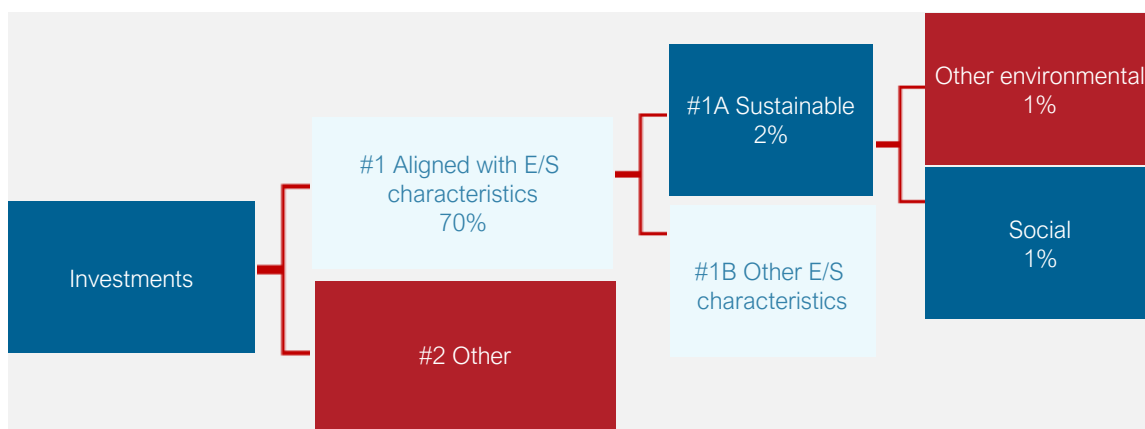 Investments
#1 Aligned with E/S
characteristics
70%
#2 Other
#1A Sustainable
2%
#1B Other E/S
characteristics
Other environmental
1%
Social
1%